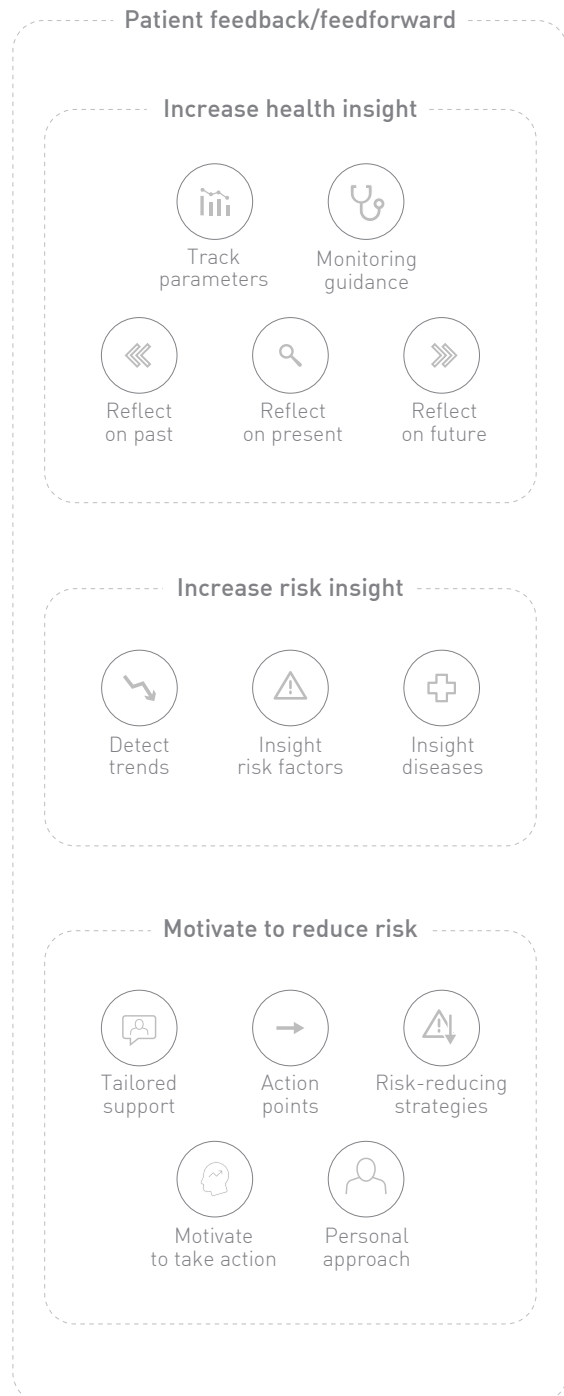 Patient feedback/feedforward
Increase health insight
Track
parameters
Monitoring
guidance
Reflect
on past
Reflect
on present
Reflect
on future
Increase risk insight
Detect
trends
Insight
risk factors
Insight
diseases
Motivate to reduce risk
Tailored
support
Action
points
Risk-reducing
strategies
Motivate
to take action
Personal
approach